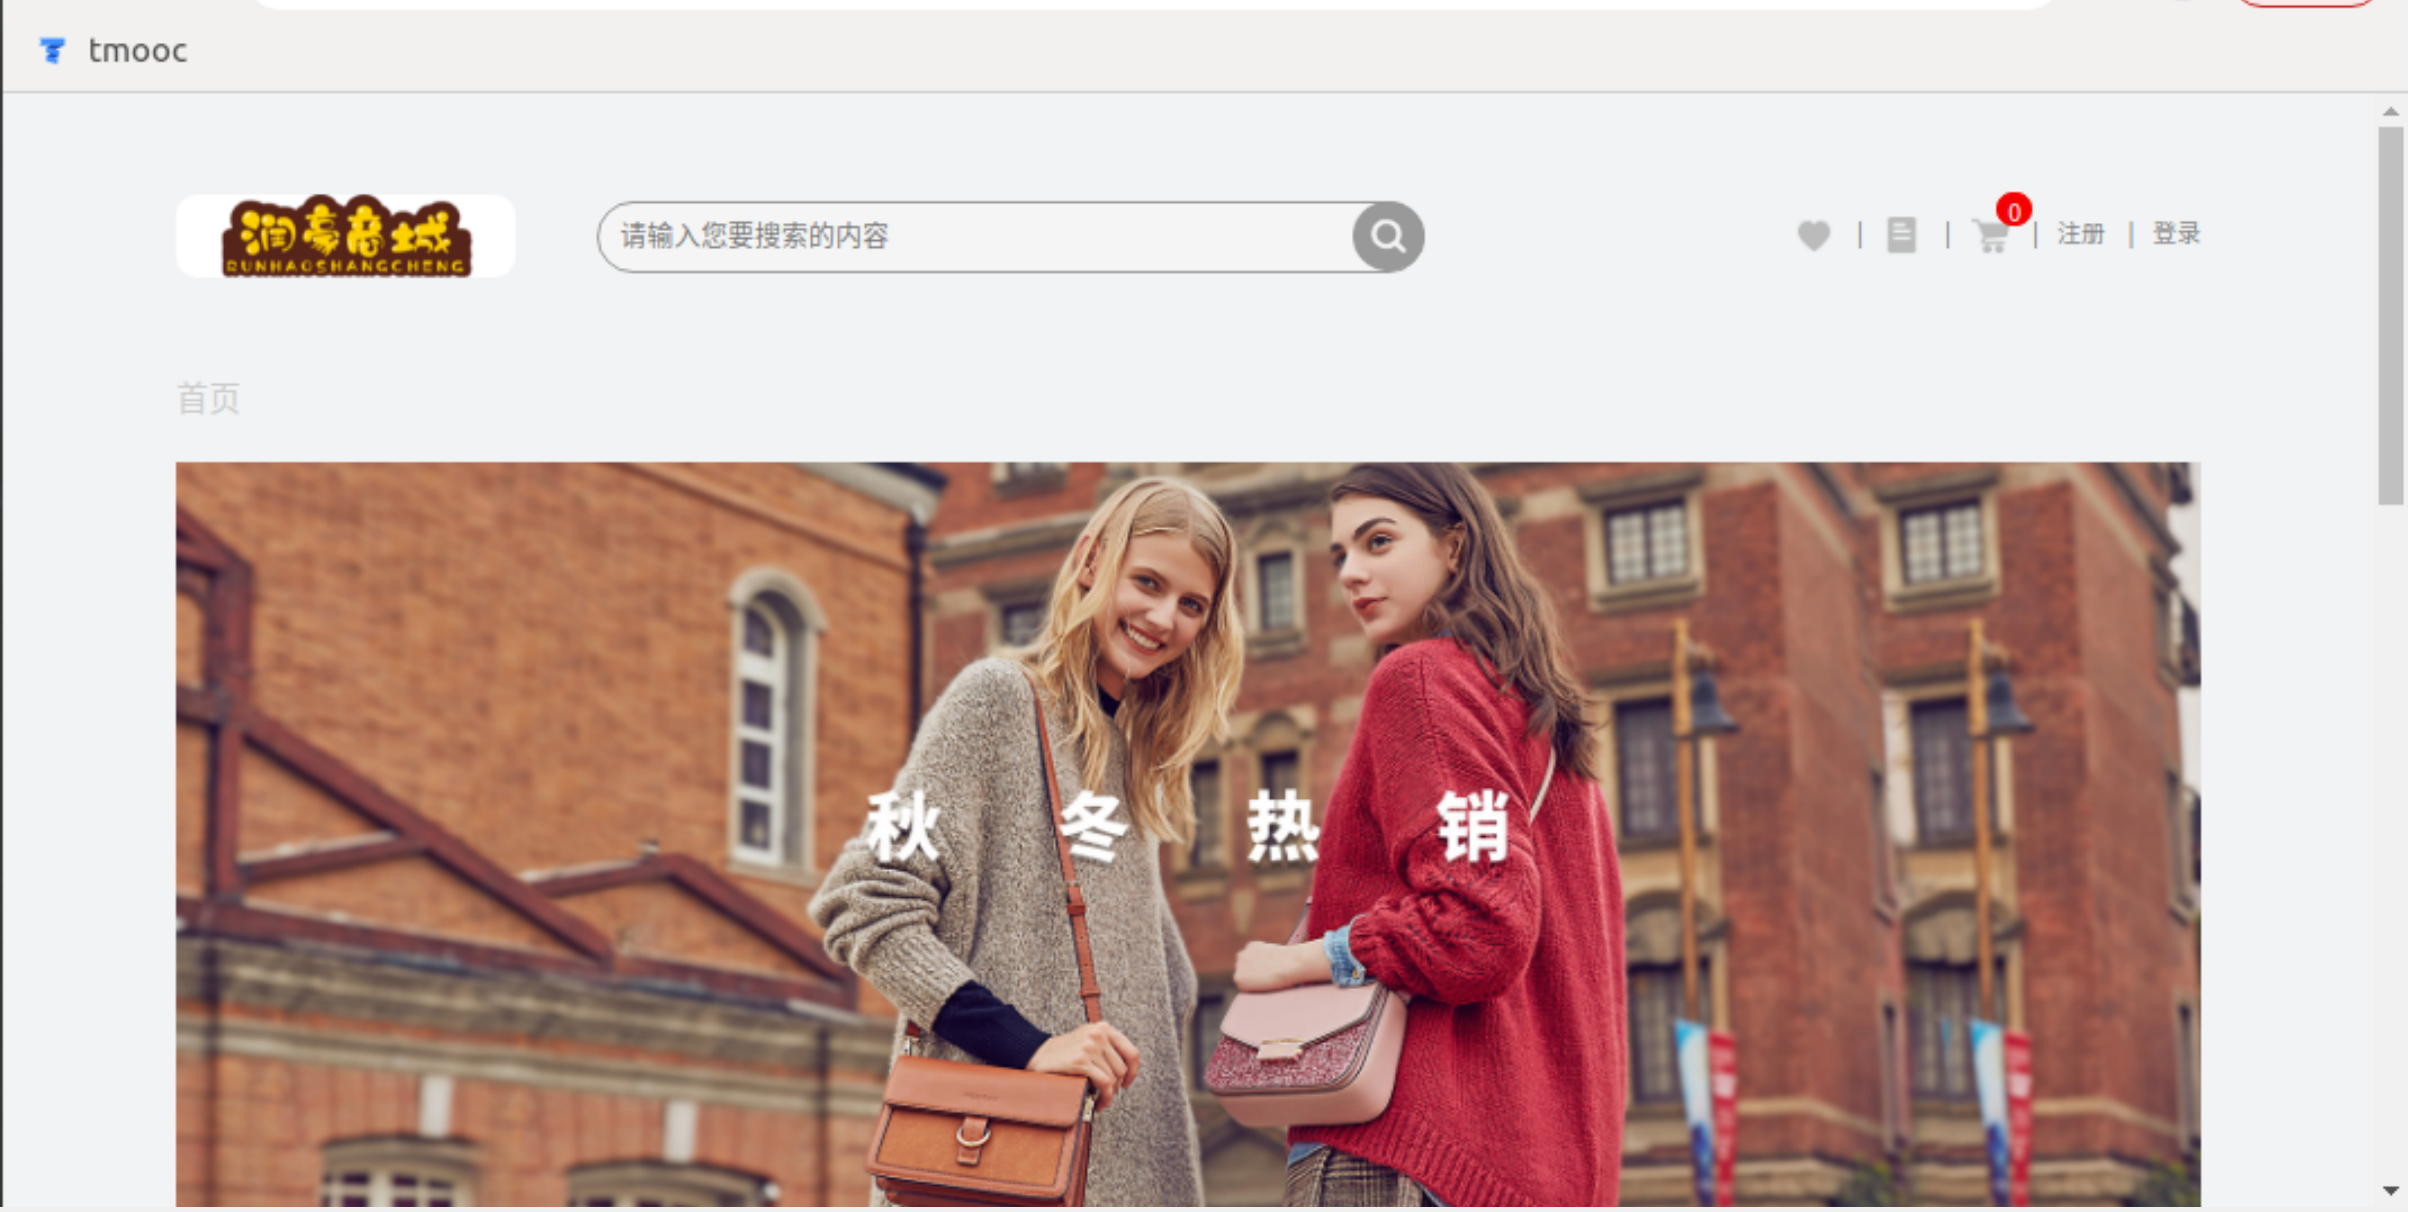 tmooc
润豪商城
RUNHAOSHANGCHENG
请输入您要搜索的内容
0
| | | 注册 | 登录
首页
秋 冬 热 销